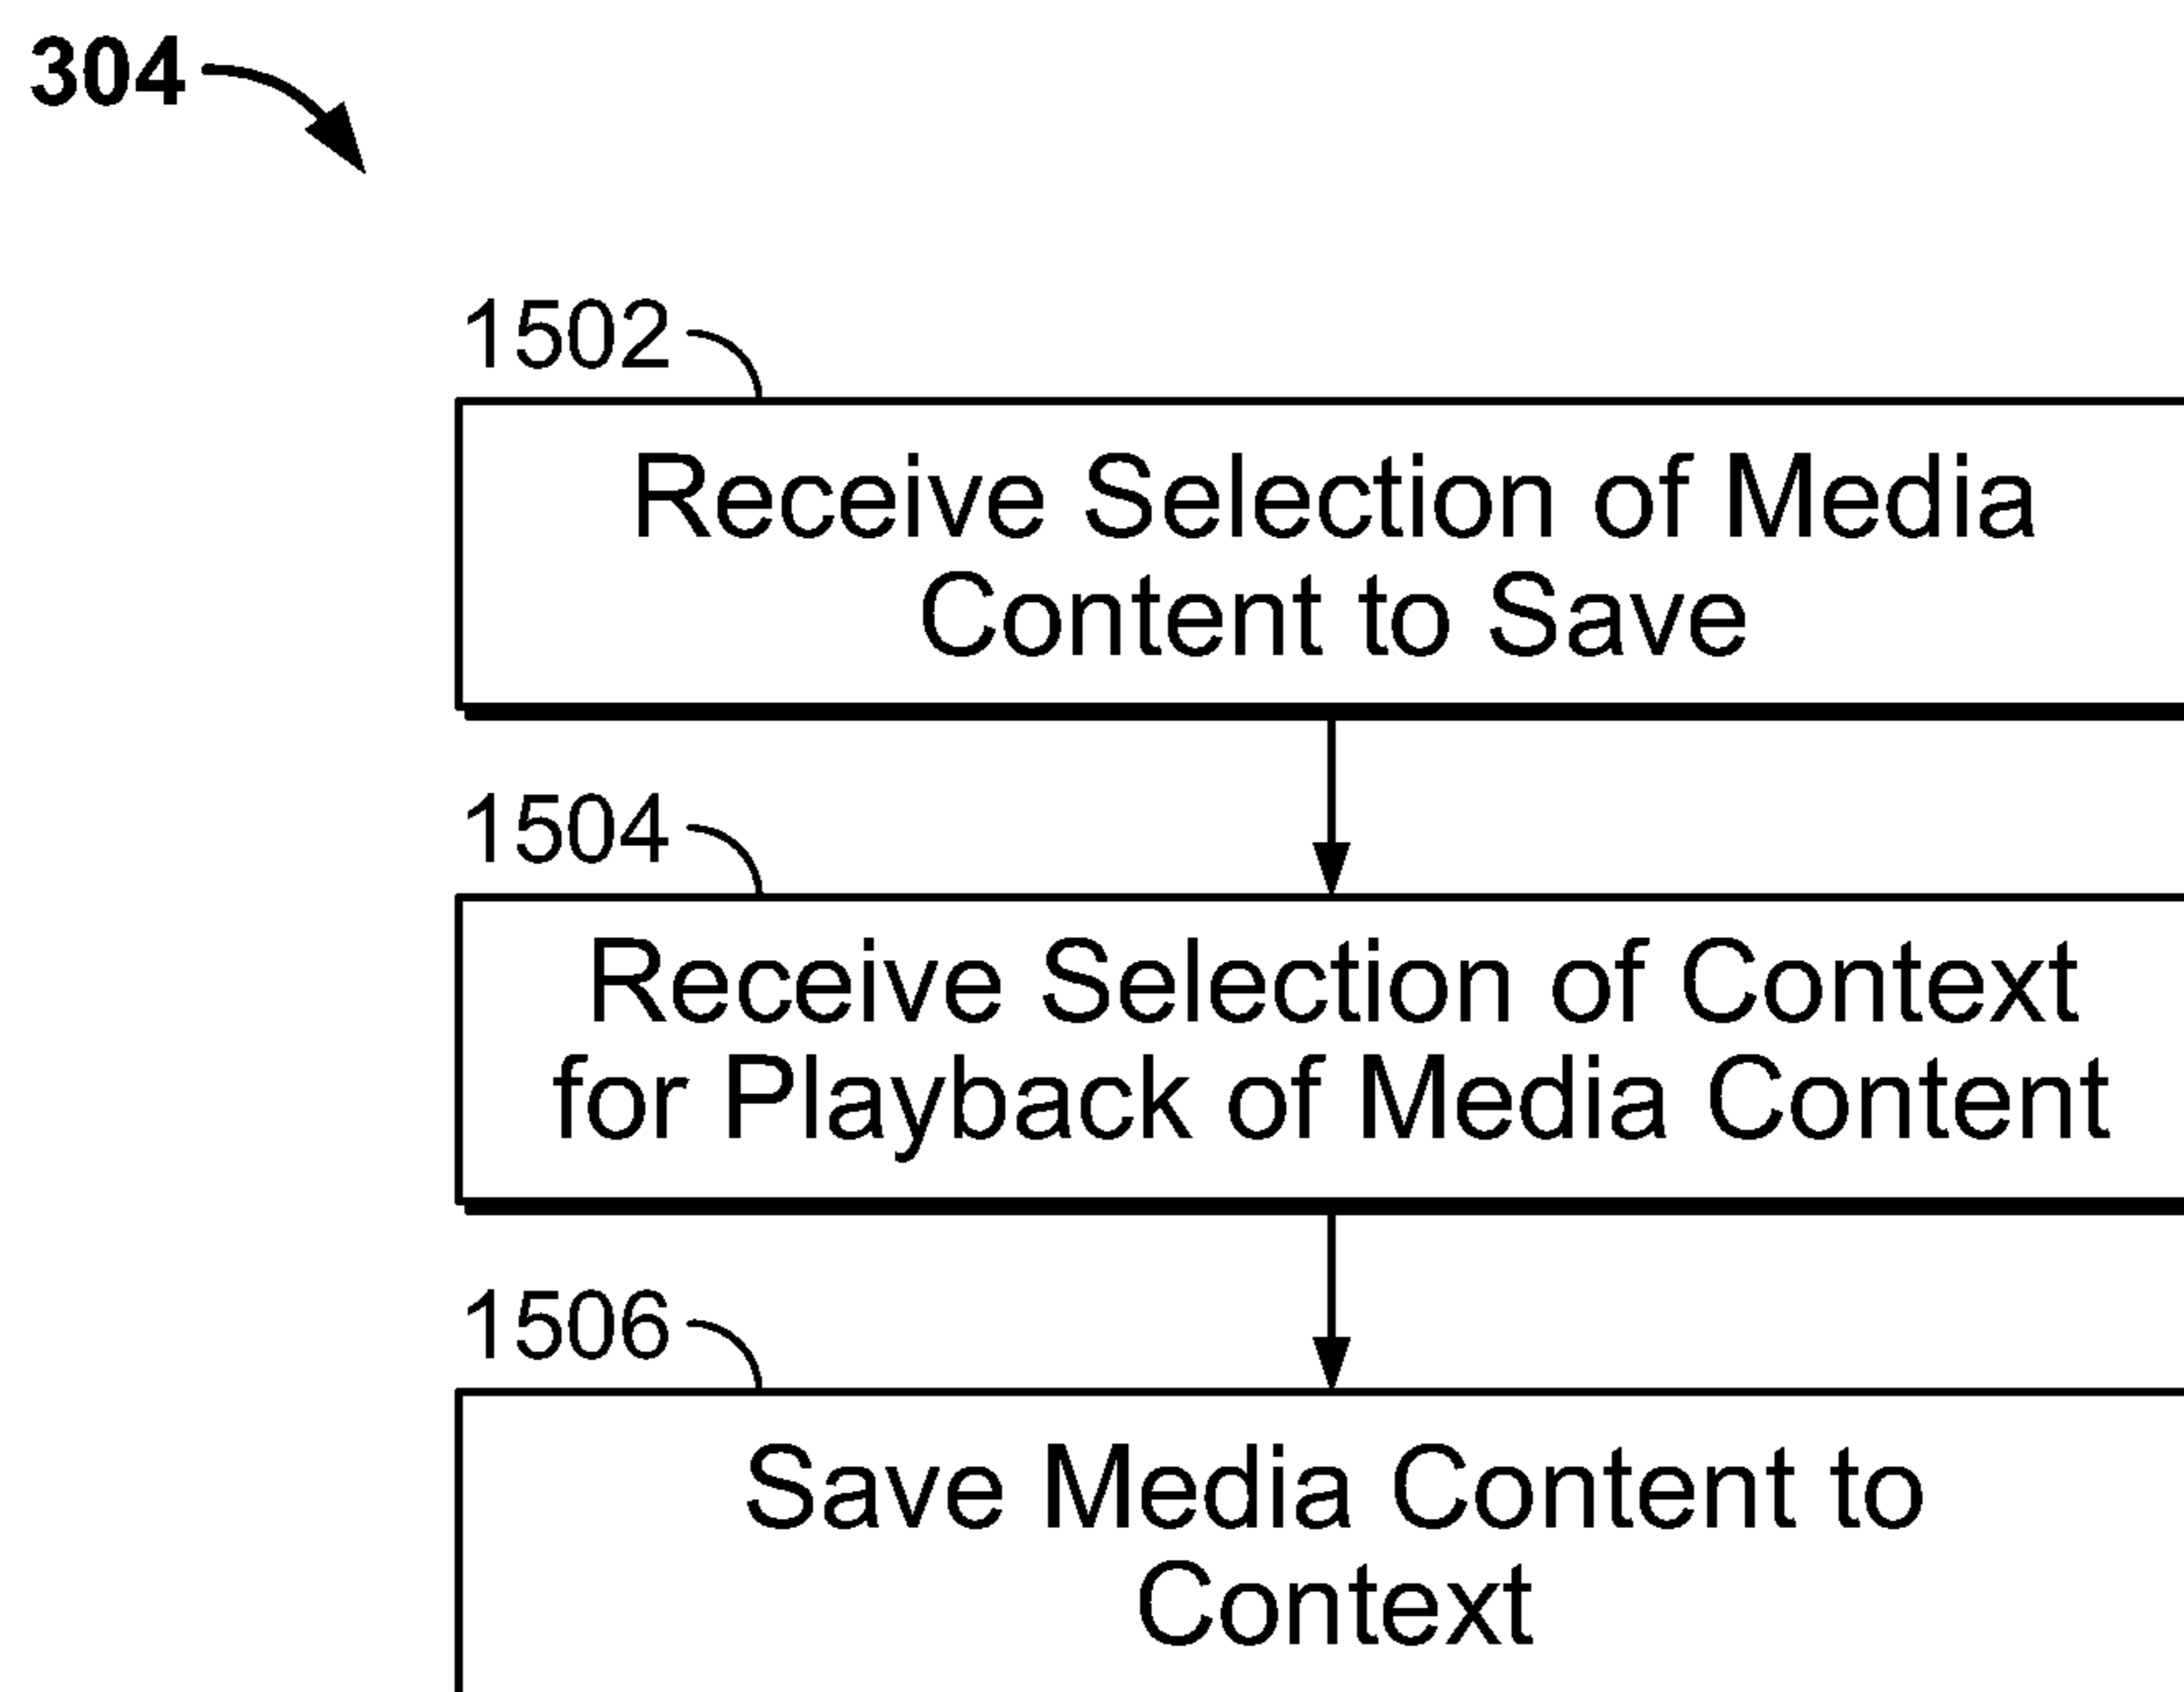 304
1502
Receive Selection of Media
Content to Save
1504
Receive Selection of Context
for Playback of Media Content
1506
Save Media Content to
Context